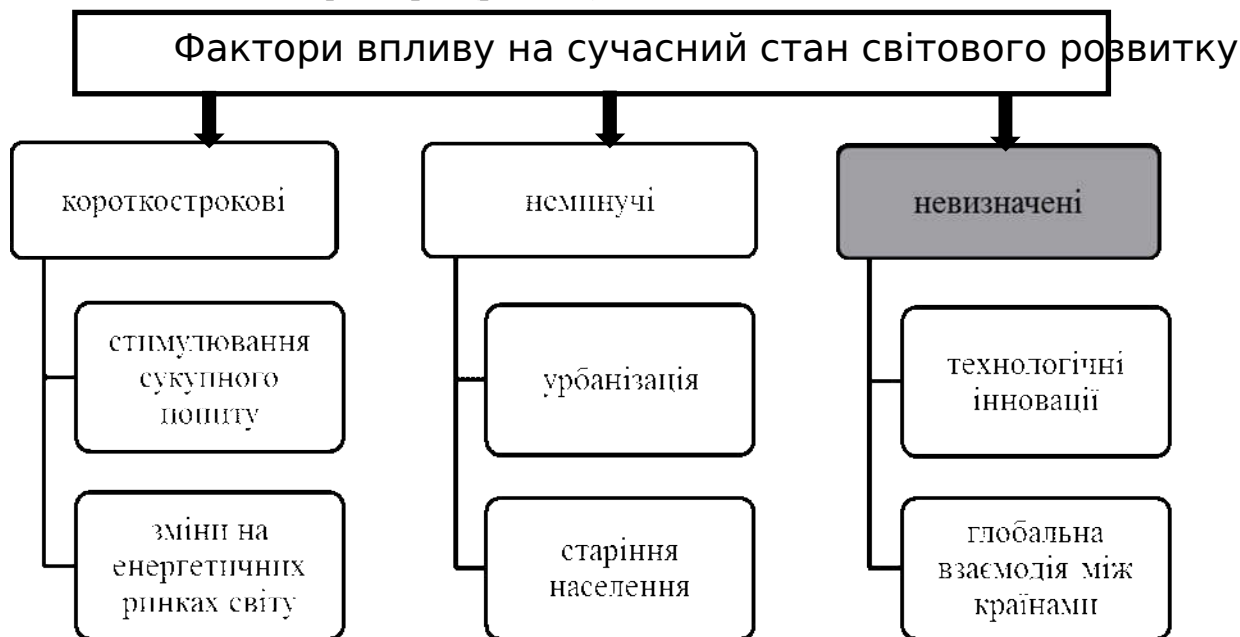 Фактори впливу на сучасний стан світового розвитку
короткострокові
неминучі
невизначені
стимулювання
сукупного
попиту
урбанізація
технологічні
інновації
зміни на
енергетичних
ринках світу
старіння
населення
глобальна
взаємодія між
країнами